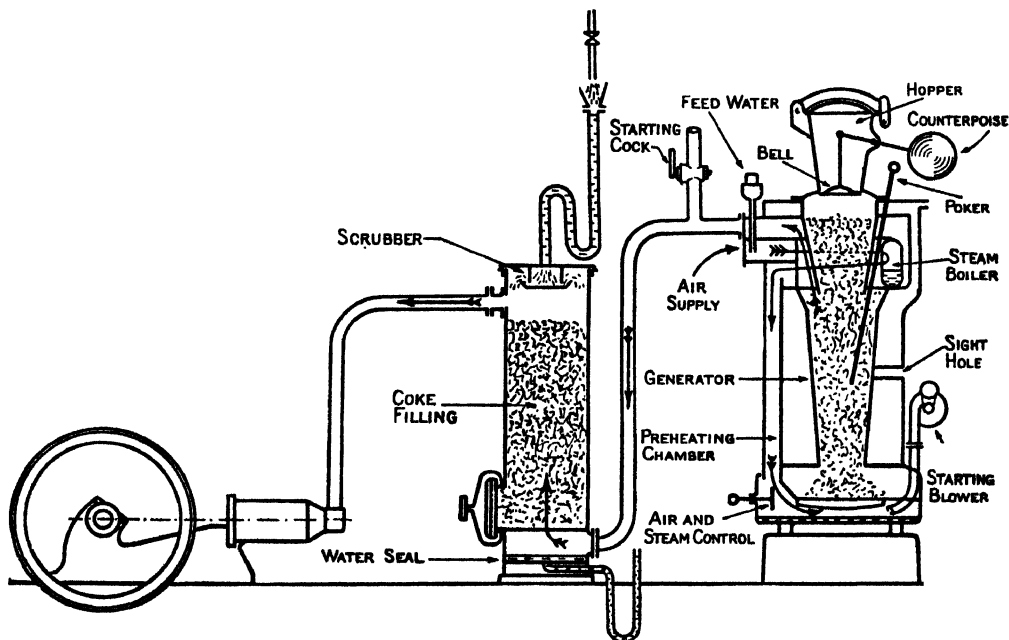 HOPPER
COUNTERPOISE
FEED WATER
STARTING
COCK
BELL
POKER
SCRUBBER
STEAM
BOILER
AIR
SUPPLY
SIGHT
HOLE
GENERATOR
COKE
FILLING
PREHEATING
CHAMBER
STARTING
BLOWER
AIR AND
STEAM CONTROL
WATER SEAL